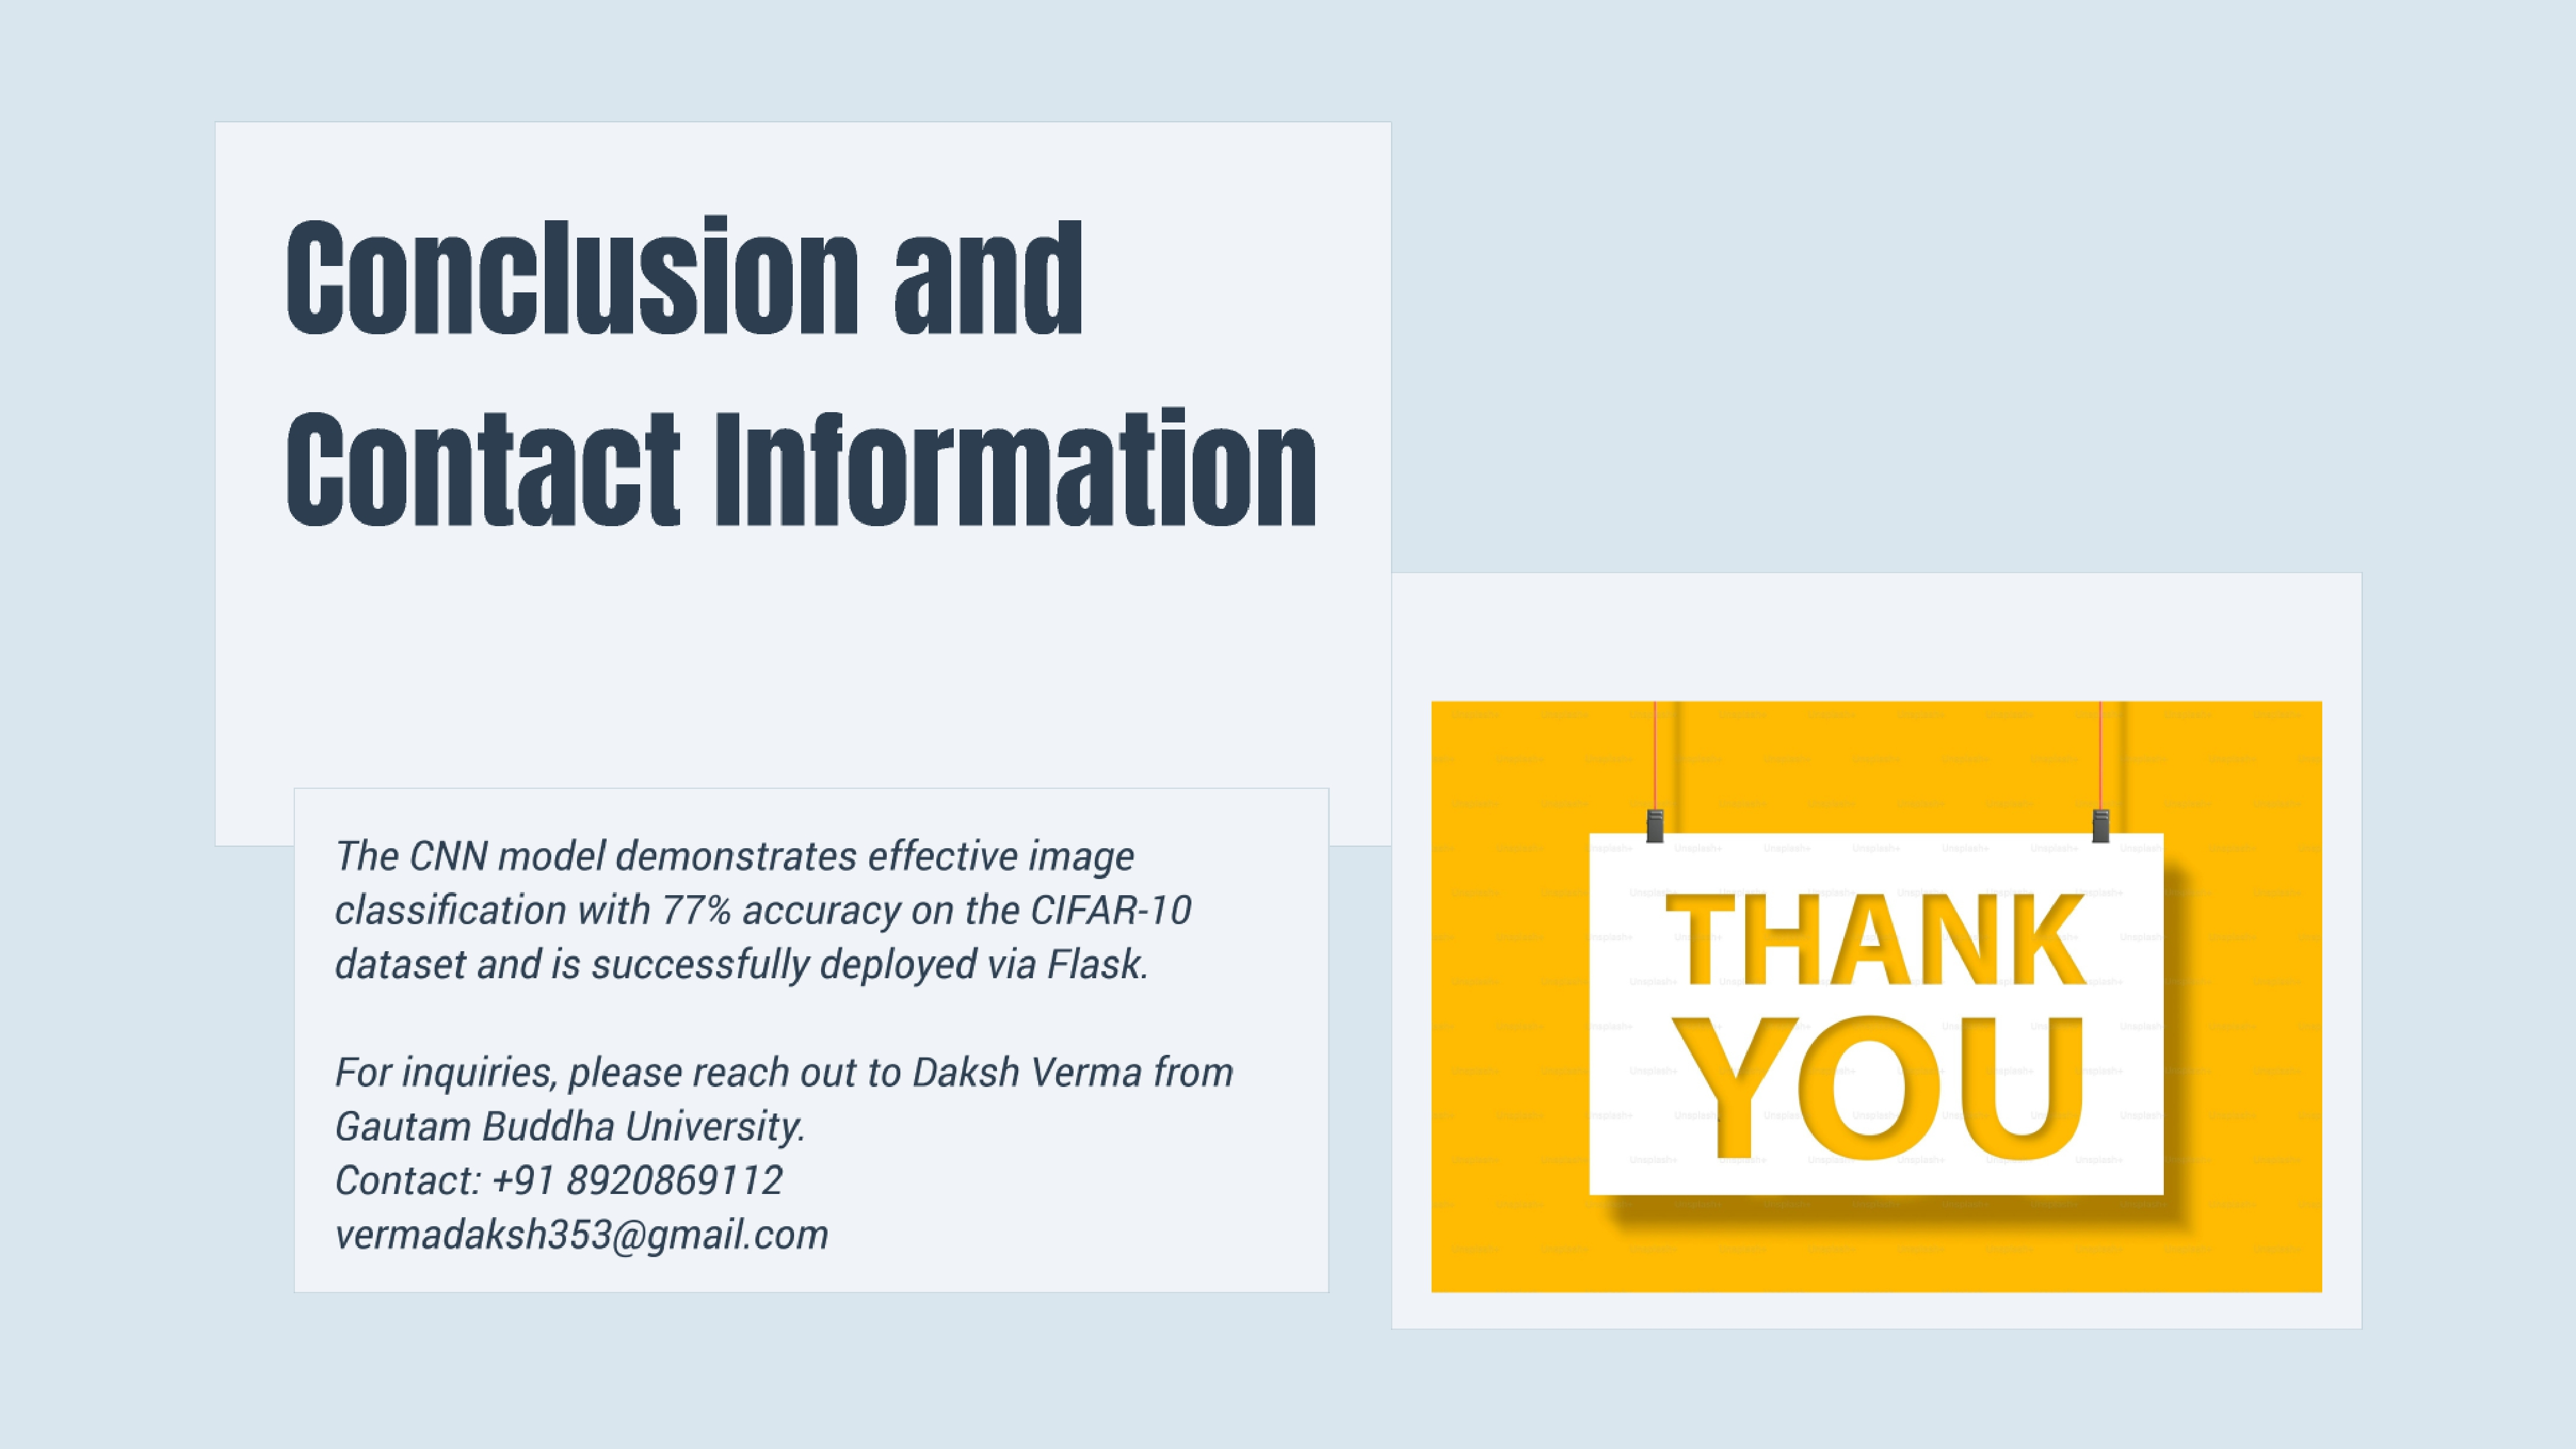 Conclusion and
Contact Information
The CNN model demonstrates effective image
classification with 77% accuracy on the CIFAR-10
dataset and is successfully deployed via Flask.
For inquiries, please reach out to Daksh Verma from
Gautam Buddha University.
Contact: +91 8920869112
vermadaksh353@gmail.com
THANK
YOU